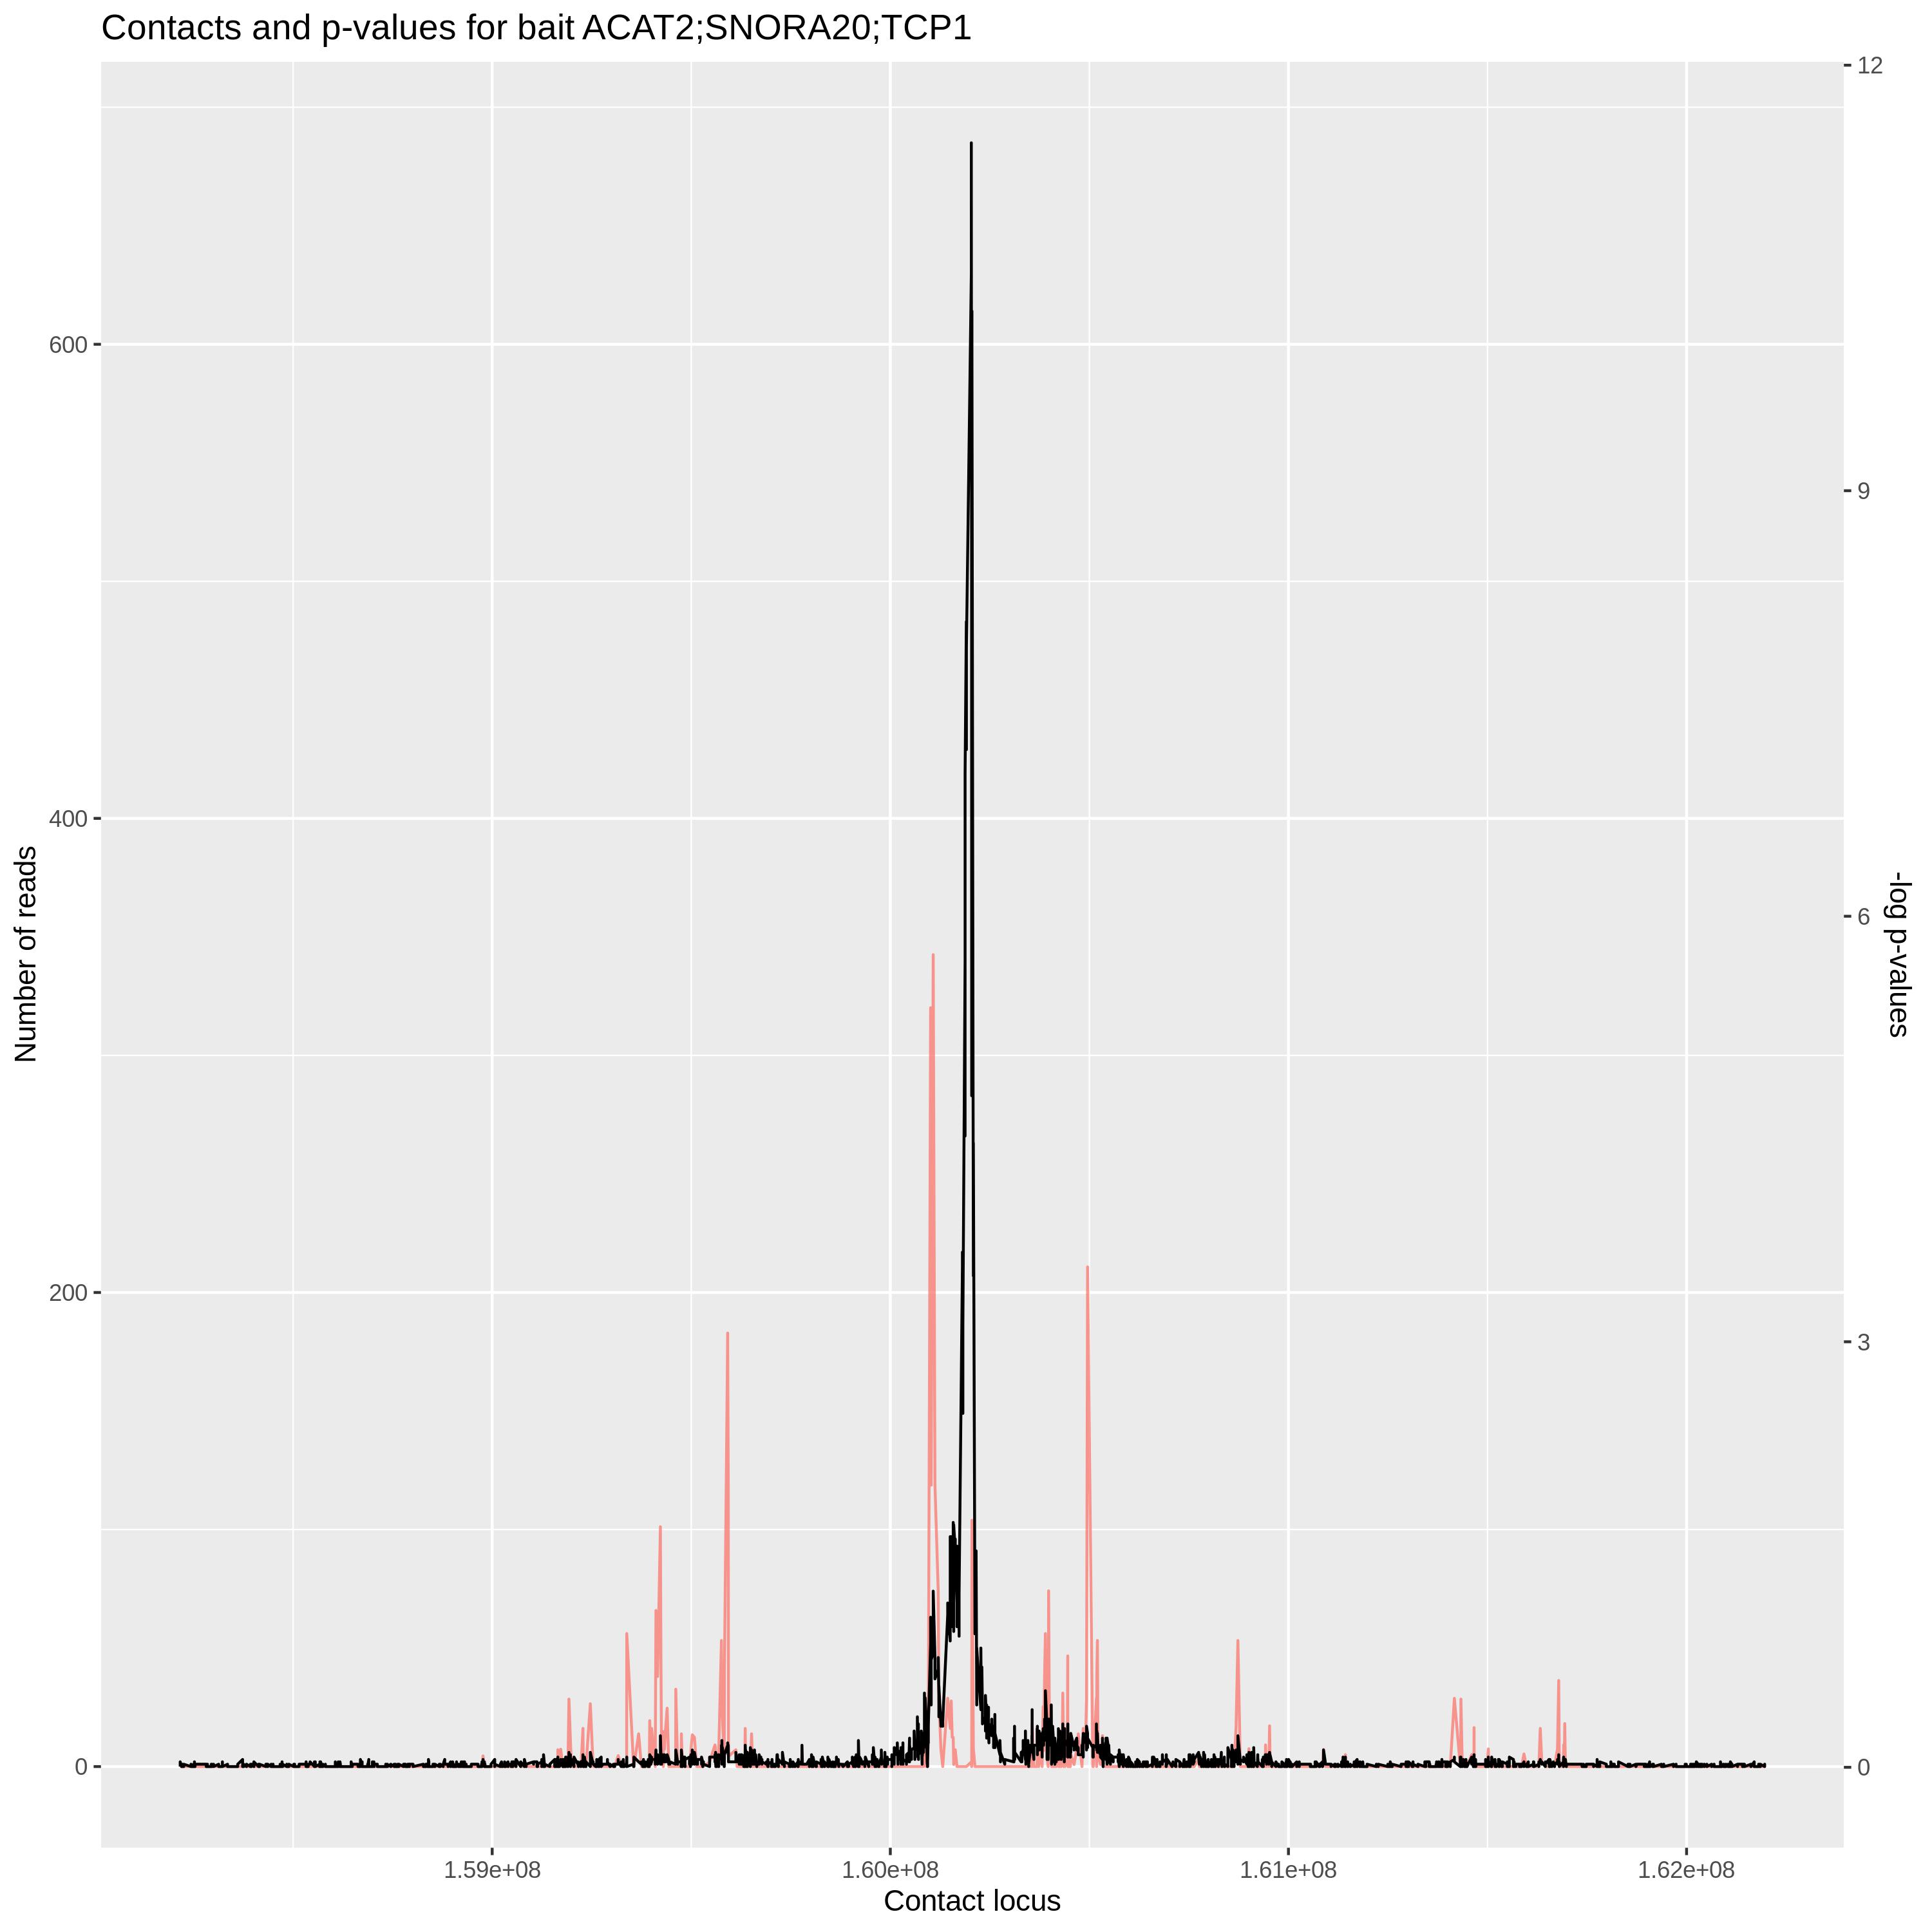 Contacts and p-values for bait ACAT2;SNORA20;TCP1
Number of reads
600
400
200
0
12
9
6
3
0
-log p-values
1.59e+08
1.60e+08
1.61e+08
1.62e+08
Contact locus